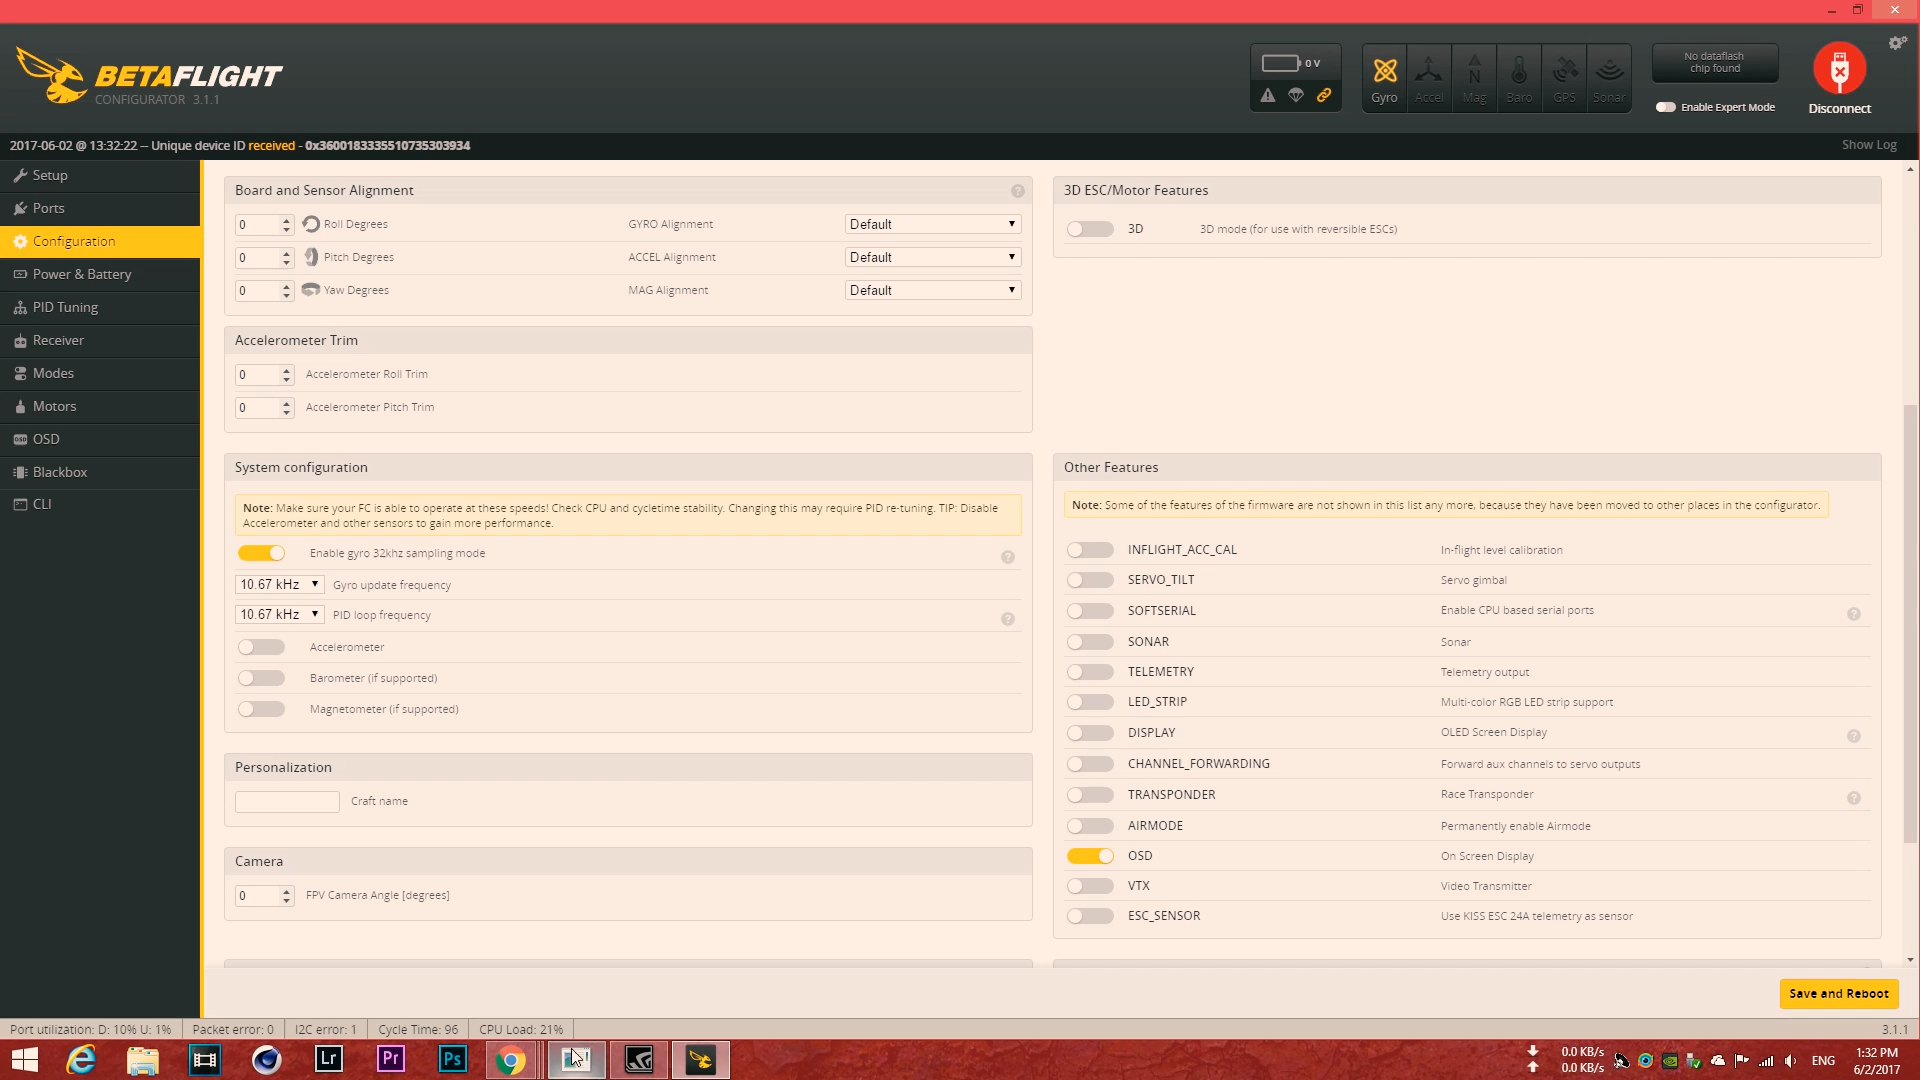 BETAFLIGHT
CONFIGURATOR 3.1.1
0 V
Gyro
Accel
Mag
Baro
GPS
Sonar
No dataflash
chip found
Enable Expert Mode
Disconnect
2017-06-02 @ 13:32:22 -- Unique device ID received - 0x3600183335510735303934
Show Log
Setup
Ports
Configuration
Power & Battery
PID Tuning
Receiver
Modes
Motors
OSD
Blackbox
CLI
Board and Sensor Alignment
0 Roll Degrees GYRO Alignment Default
0 Pitch Degrees ACCEL Alignment Default
0 Yaw Degrees MAG Alignment Default
Accelerometer Trim
0 Accelerometer Roll Trim
0 Accelerometer Pitch Trim
System configuration
Note: Make sure your FC is able to operate at these speeds! Check CPU and cycletime stability. Changing this may require PID re-tuning. TIP: Disable
Accelerometer and other sensors to gain more performance.
Enable gyro 32khz sampling mode
10.67 kHz Gyro update frequency
10.67 kHz PID loop frequency
Accelerometer
Barometer (if supported)
Magnetometer (if supported)
Personalization
Craft name
Camera
0 FPV Camera Angle [degrees]
3D ESC/Motor Features
3D 3D mode (for use with reversible ESCs)
Other Features
Note: Some of the features of the firmware are not shown in this list any more, because they have been moved to other places in the configurator.
INFLIGHT_ACC_CAL In-flight level calibration
SERVO_TILT Servo gimbal
SOFTSERIAL Enable CPU based serial ports
SONAR Sonar
TELEMETRY Telemetry output
LED_STRIP Multi-color RGB LED strip support
DISPLAY OLED Screen Display
CHANNEL_FORWARDING Forward aux channels to servo outputs
TRANSPONDER Race Transponder
AIRMODE Permanently enable Airmode
OSD On Screen Display
VTX Video Transmitter
ESC_SENSOR Use KISS ESC 24A telemetry as sensor
Save and Reboot
Port utilization: D: 10% U: 1% Packet error: 0 I2C error: 1 Cycle Time: 96 CPU Load: 21% 3.1.1
Lr
Pr
Ps
0.0 KB/s
0.0 KB/s
ENG
1:32 PM
6/2/2017